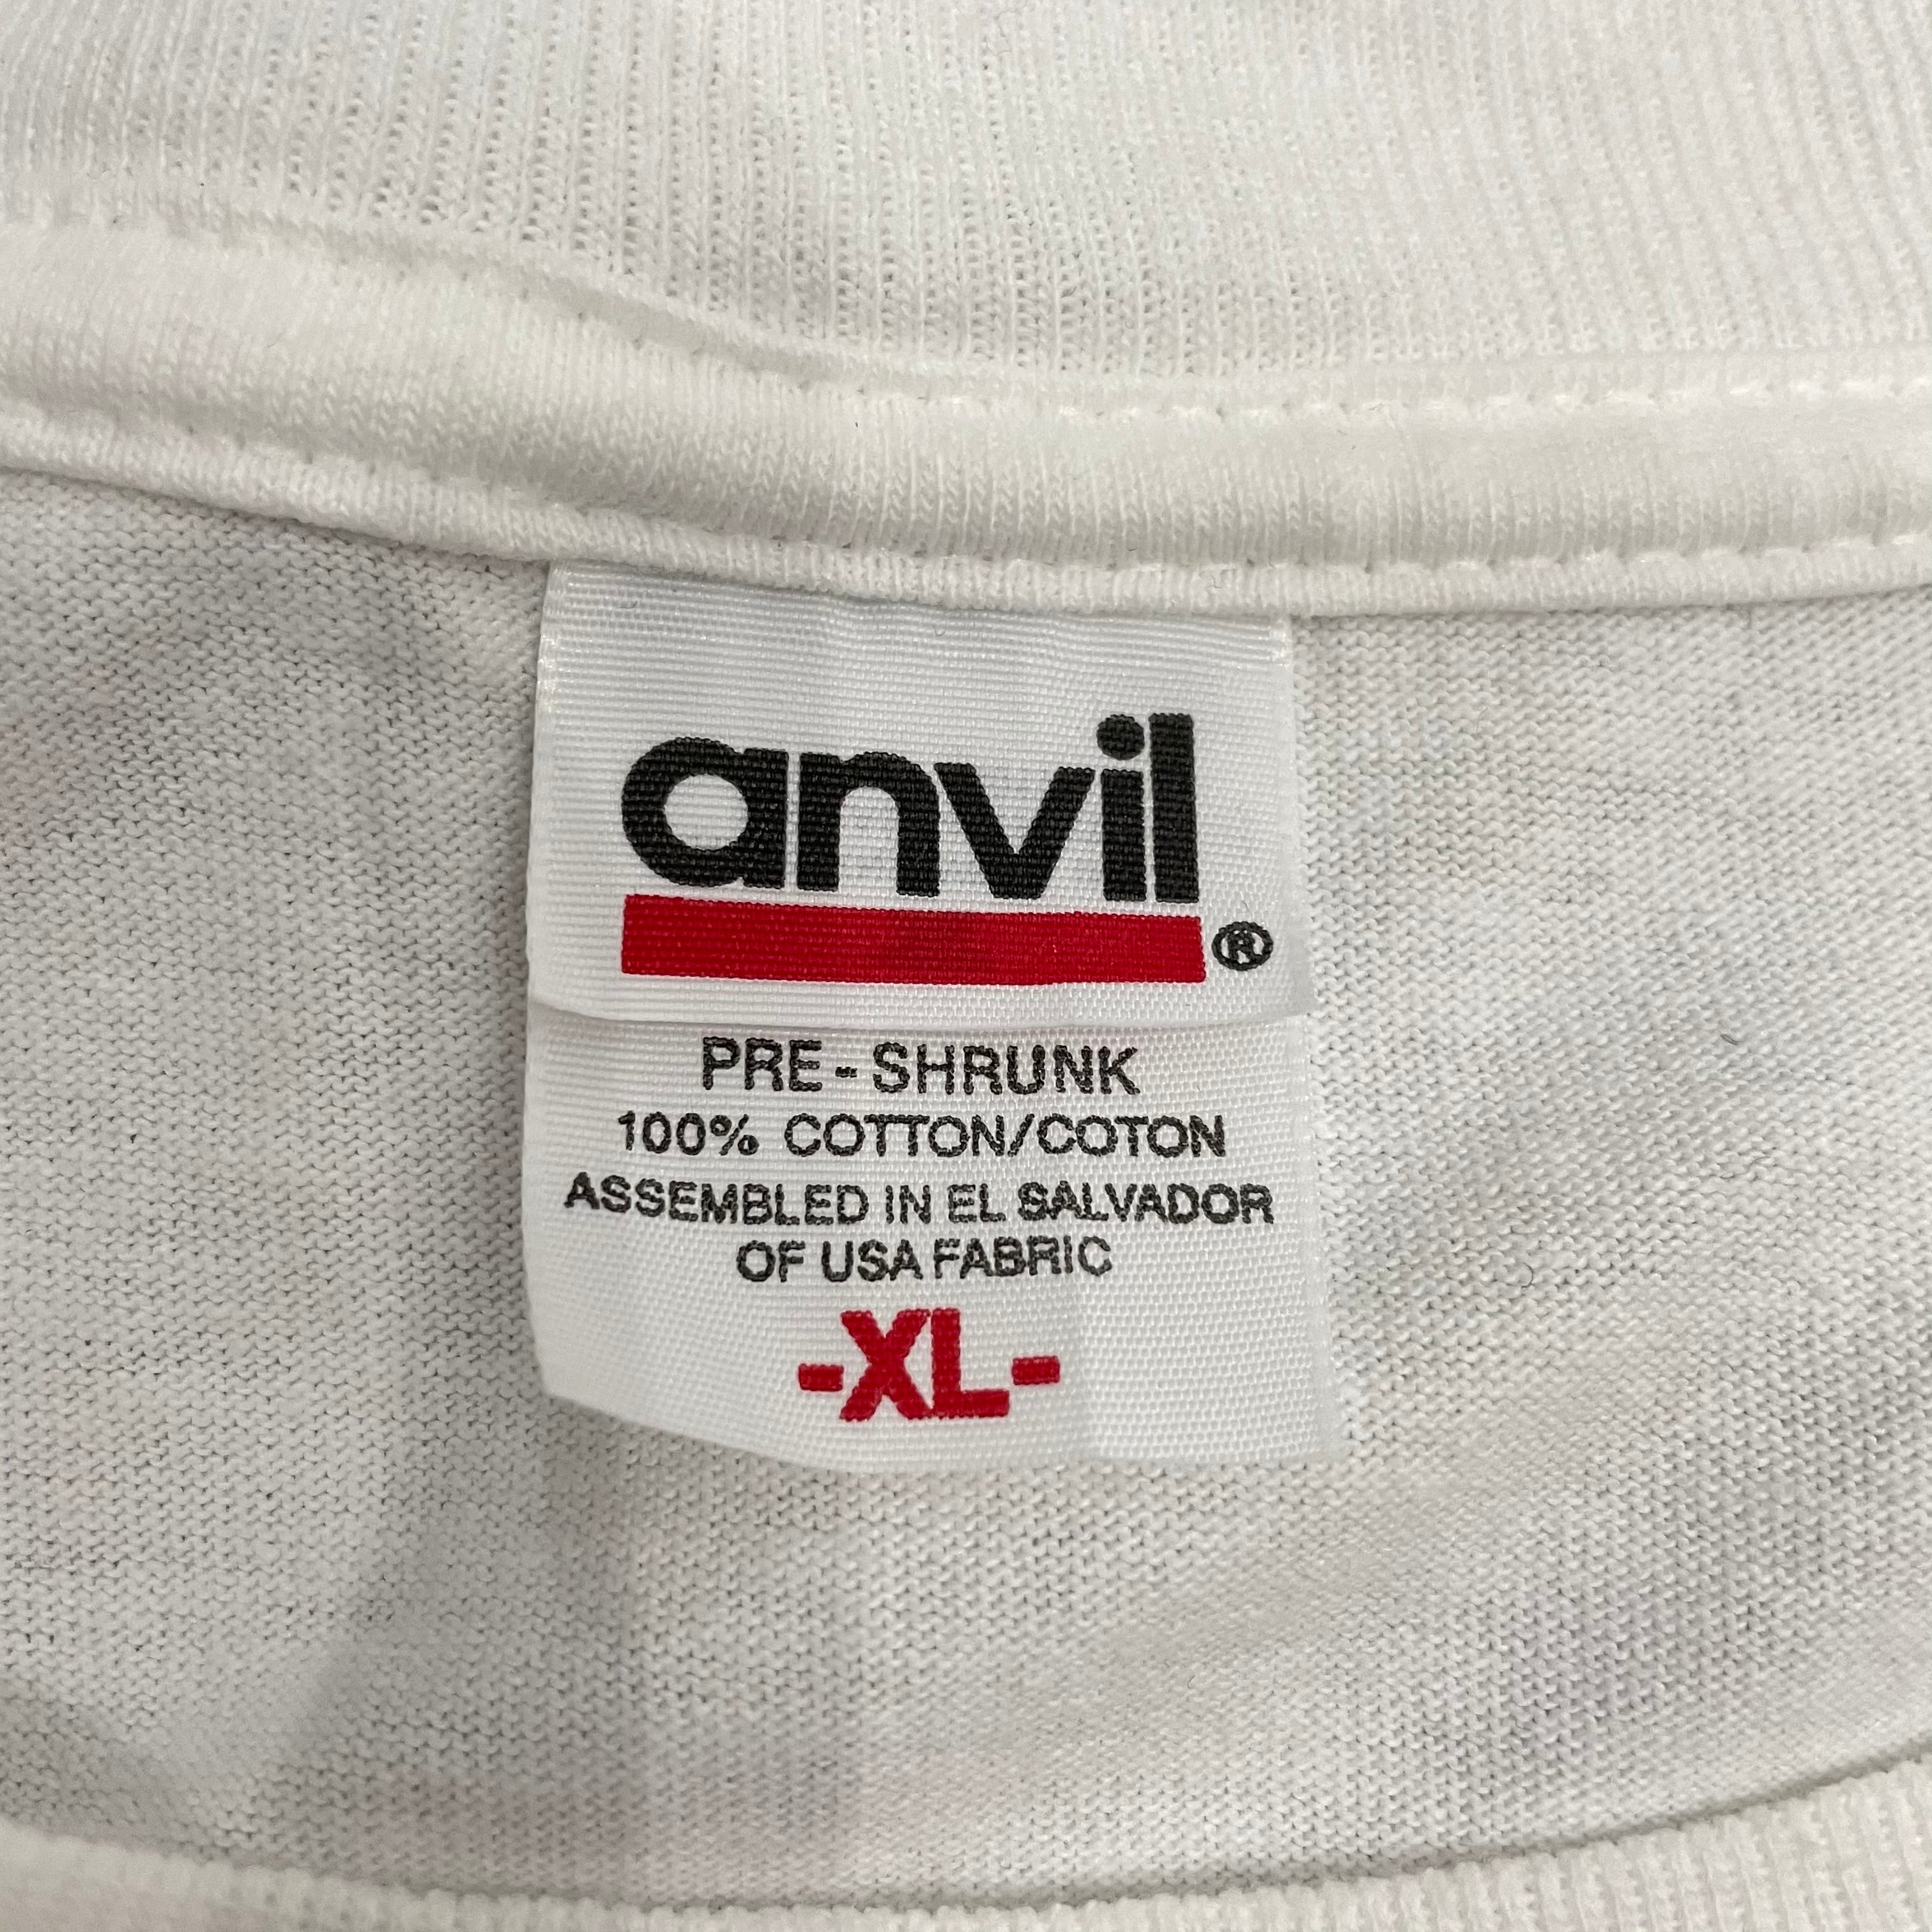 anvil®
PRE-SHRUNK
100% COTTON/COTON
ASSEMBLED IN EL SALVADOR
OF USA FABRIC
-XL-